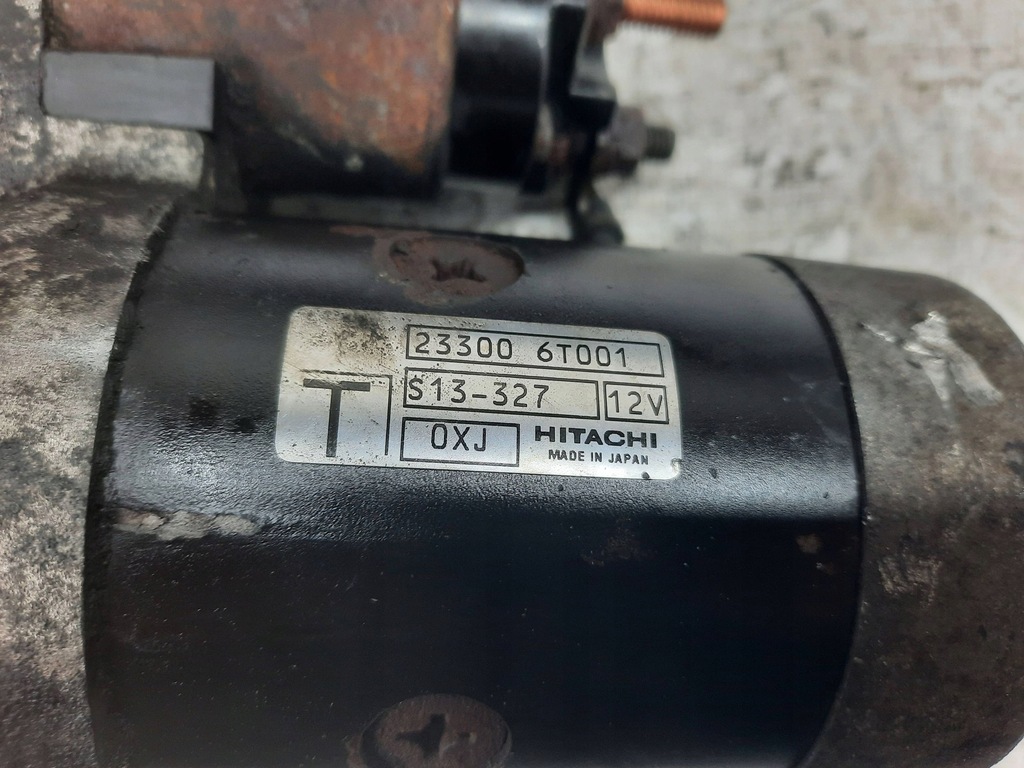 23300 6T001
T
S13-327 12V
0XJ HITACHI
MADE IN JAPAN